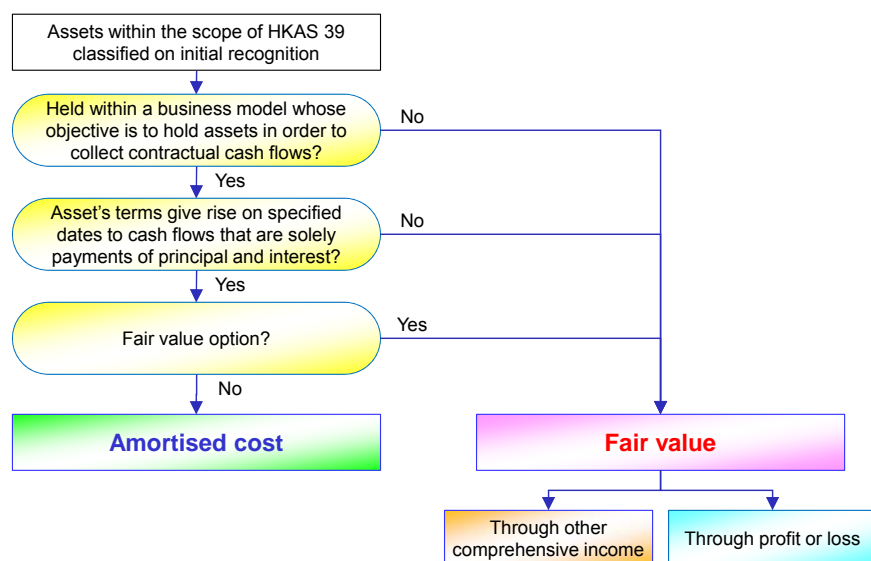 Assets within the scope of HKAS 39
classified on initial recognition
Held within a business model whose
objective is to hold assets in order to
collect contractual cash flows?
No
Yes
Asset's terms give rise on specified
dates to cash flows that are solely
payments of principal and interest?
No
Yes
Fair value option?
Yes
No
Amortised cost
Fair value
Through other
comprehensive income
Through profit or loss